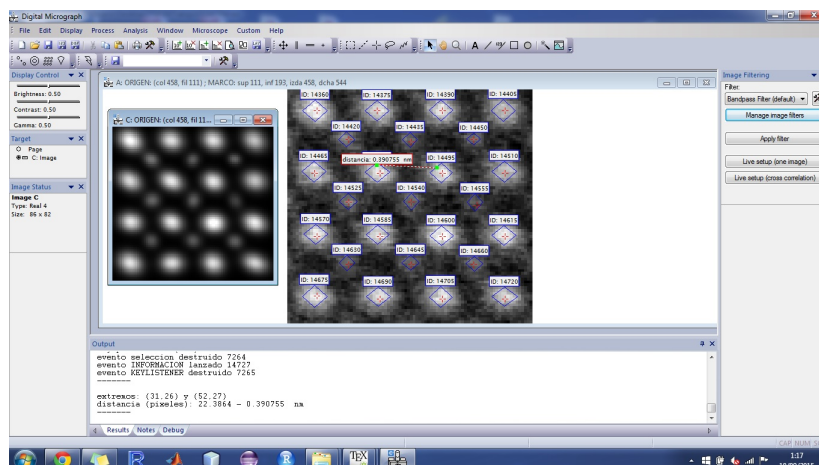 Digital Micrograph
File Edit Display Process Analysis Window Microscope Custom Help
Display Control
Brightness: 0.50
Contrast: 0.50
Gamma: 0.50
Target
Page
C: Image
Image Status
Image C
Type: Real 4
Size: 86 x 82
A: ORIGEN: (col 458, fil 111) ; MARCO: sup 111, inf 193, izda 458, dcha 544
C: ORIGEN: (col 458, fil 11...
ID: 14360 ID: 14375 ID: 14390 ID: 14405
ID: 14420 ID: 14435 ID: 14450
ID: 14465 distancia: 0.390755 nm ID: 14495 ID: 14510
ID: 14525 ID: 14540 ID: 14555
ID: 14570 ID: 14585 ID: 14600 ID: 14615
ID: 14630 ID: 14645 ID: 14660
ID: 14675 ID: 14690 ID: 14705 ID: 14720
Image Filtering
Filter:
Bandpass Filter (default)
Manage image filters
Apply filter
Live setup (one image)
Live setup (cross correlation)
Output
evento seleccion destruido 7264
evento INFORMACION lanzado 14727
evento KEYLISTENER destruido 7265
-------
extremos: (31.26) y (52.27)
distancia (pixeles): 22.3864 - 0.390755 nm
-------
Results Notes Debug
CAP NUM
1:17